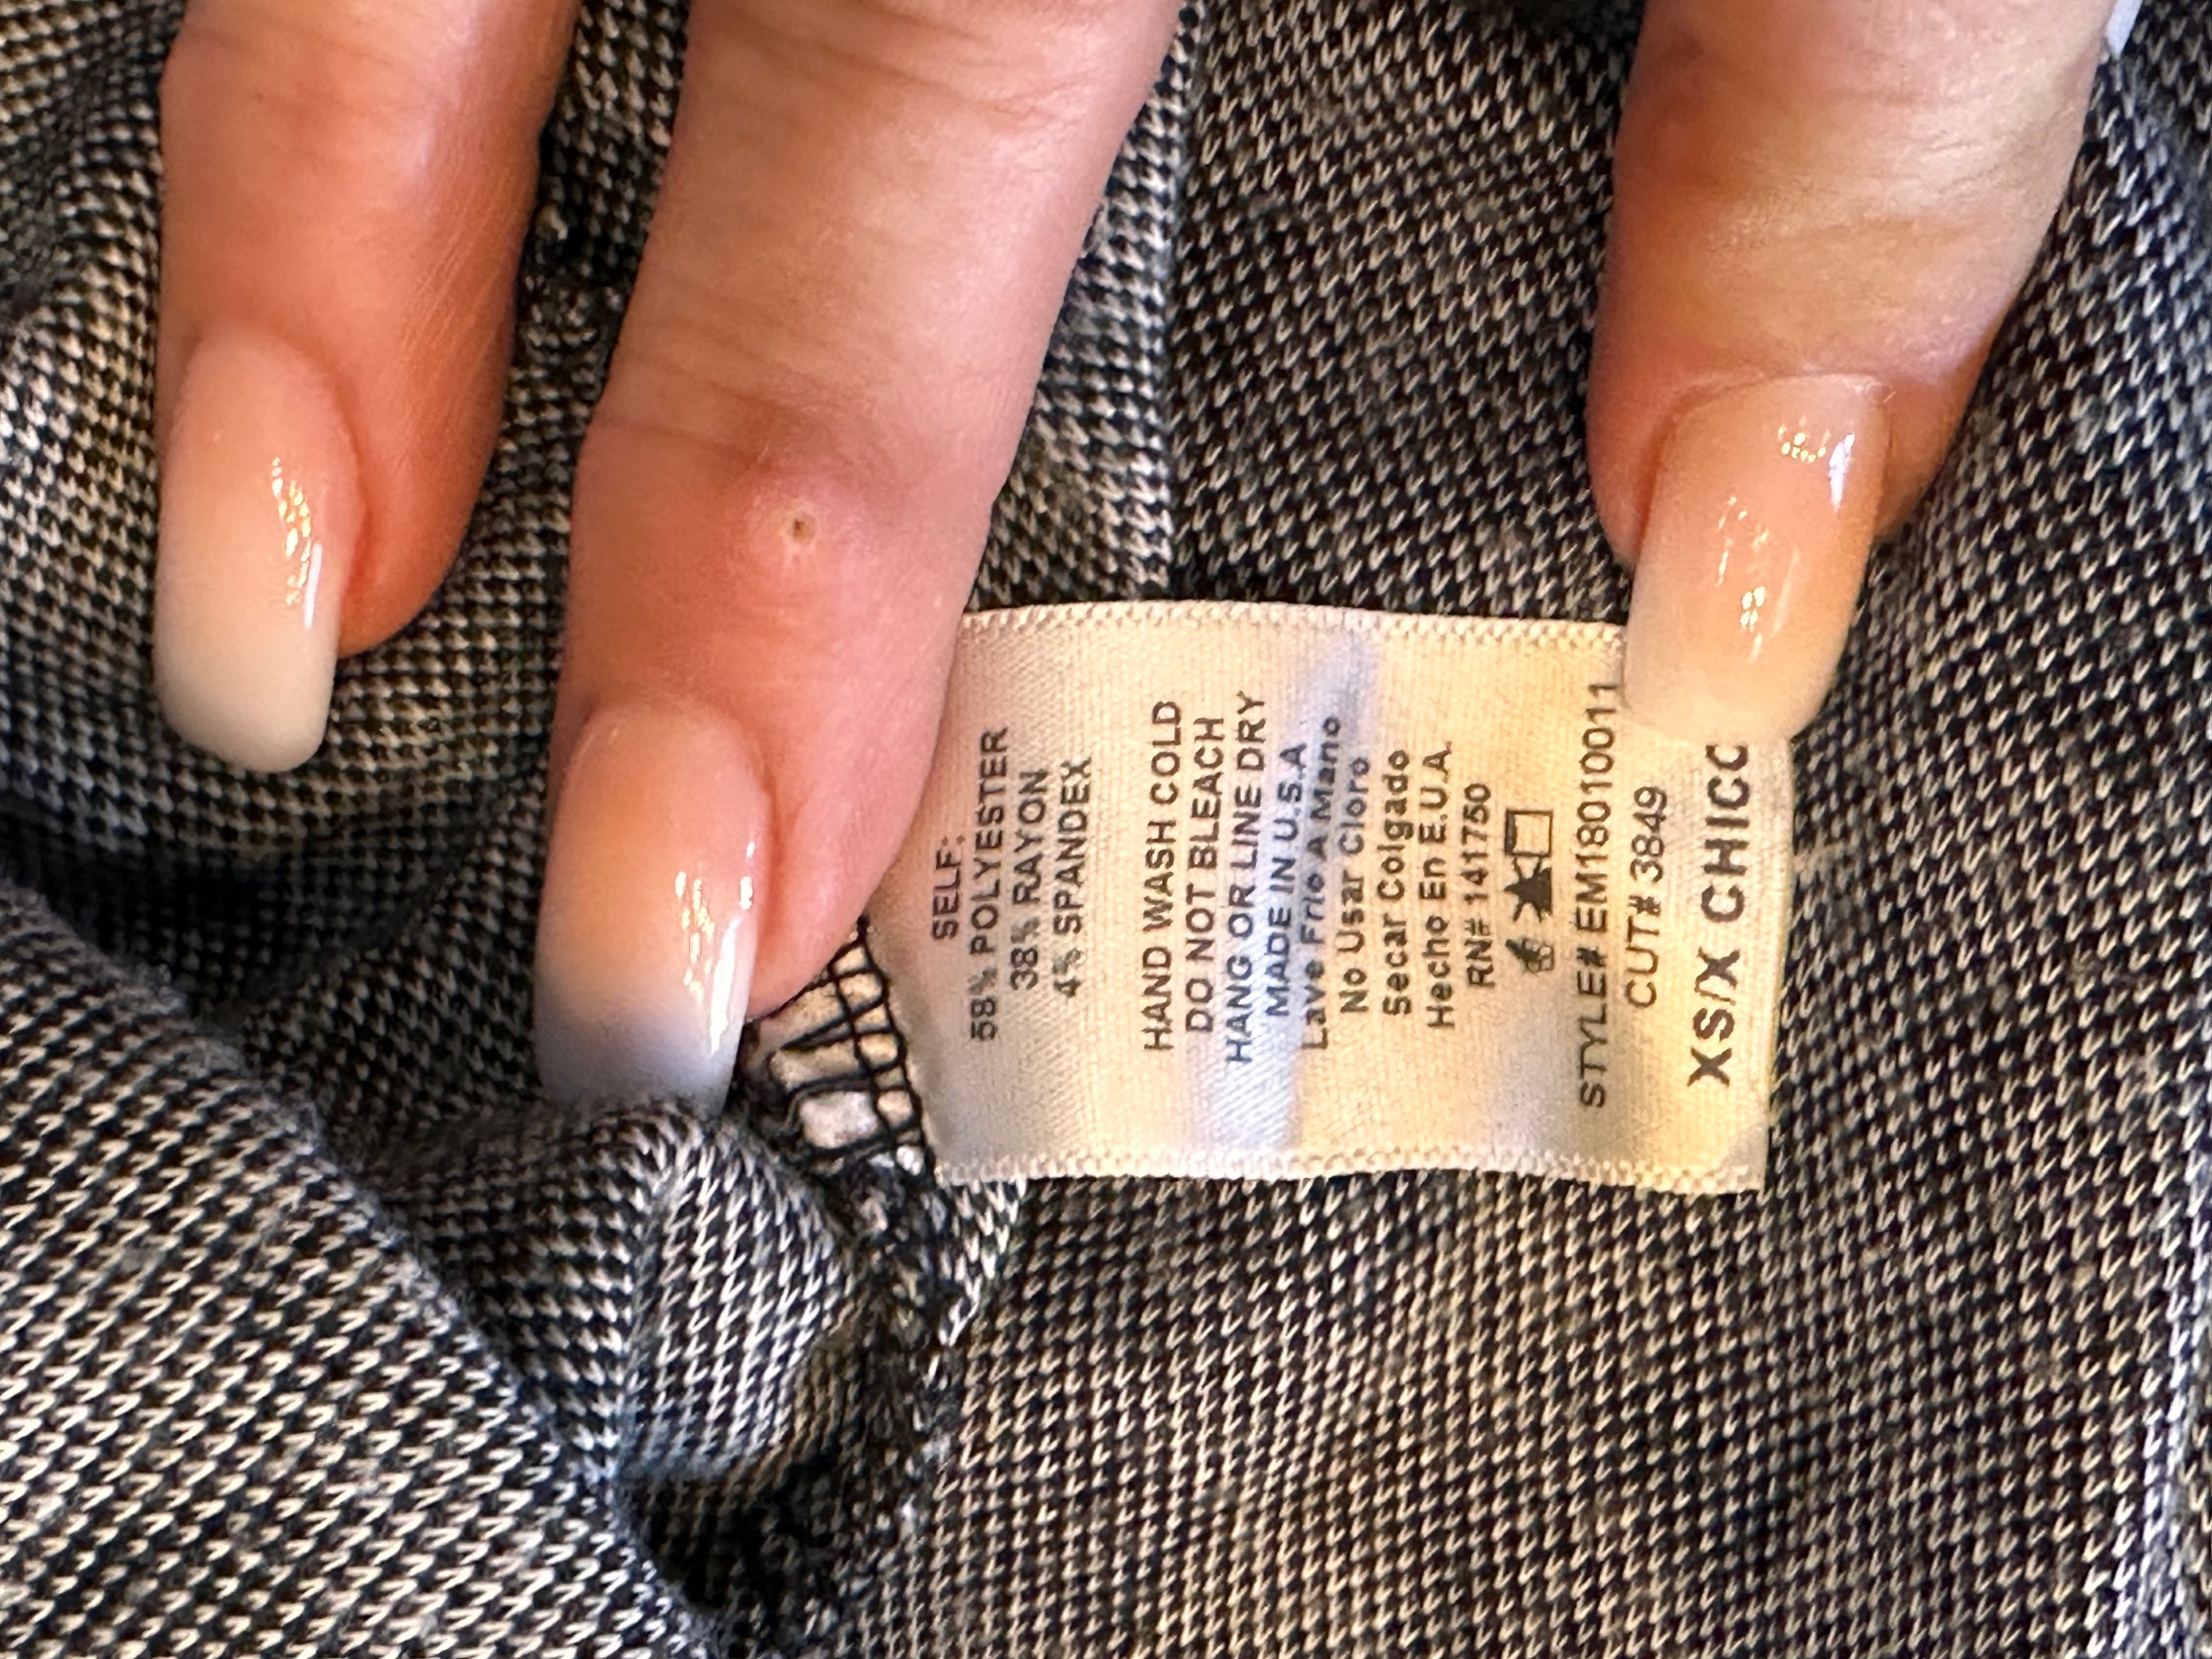 SELF:
58% POLYESTER
38% RAYON
4% SPANDEX
HAND WASH COLD
DO NOT BLEACH
HANG OR LINE DRY
MADE IN U.S.A
Lave Frio A Mano
No Usar Cloro
Secar Colgado
Hecho En E.U.A.
RN# 141750
STYLE# EM18010011
CUT# 3849
XS/X CHICC